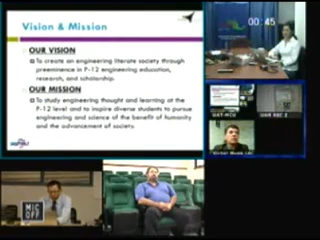 Vision & Mission
00:45
OUR VISION
To create an engineering literate society through
preeminence in P-12 engineering education,
research, and scholarship.
OUR MISSION
To study engineering thought and learning at the
P-12 level and to inspire diverse students to pursue
engineering and science of the benefit of humanity
and the advancement of society
MIC
OFF